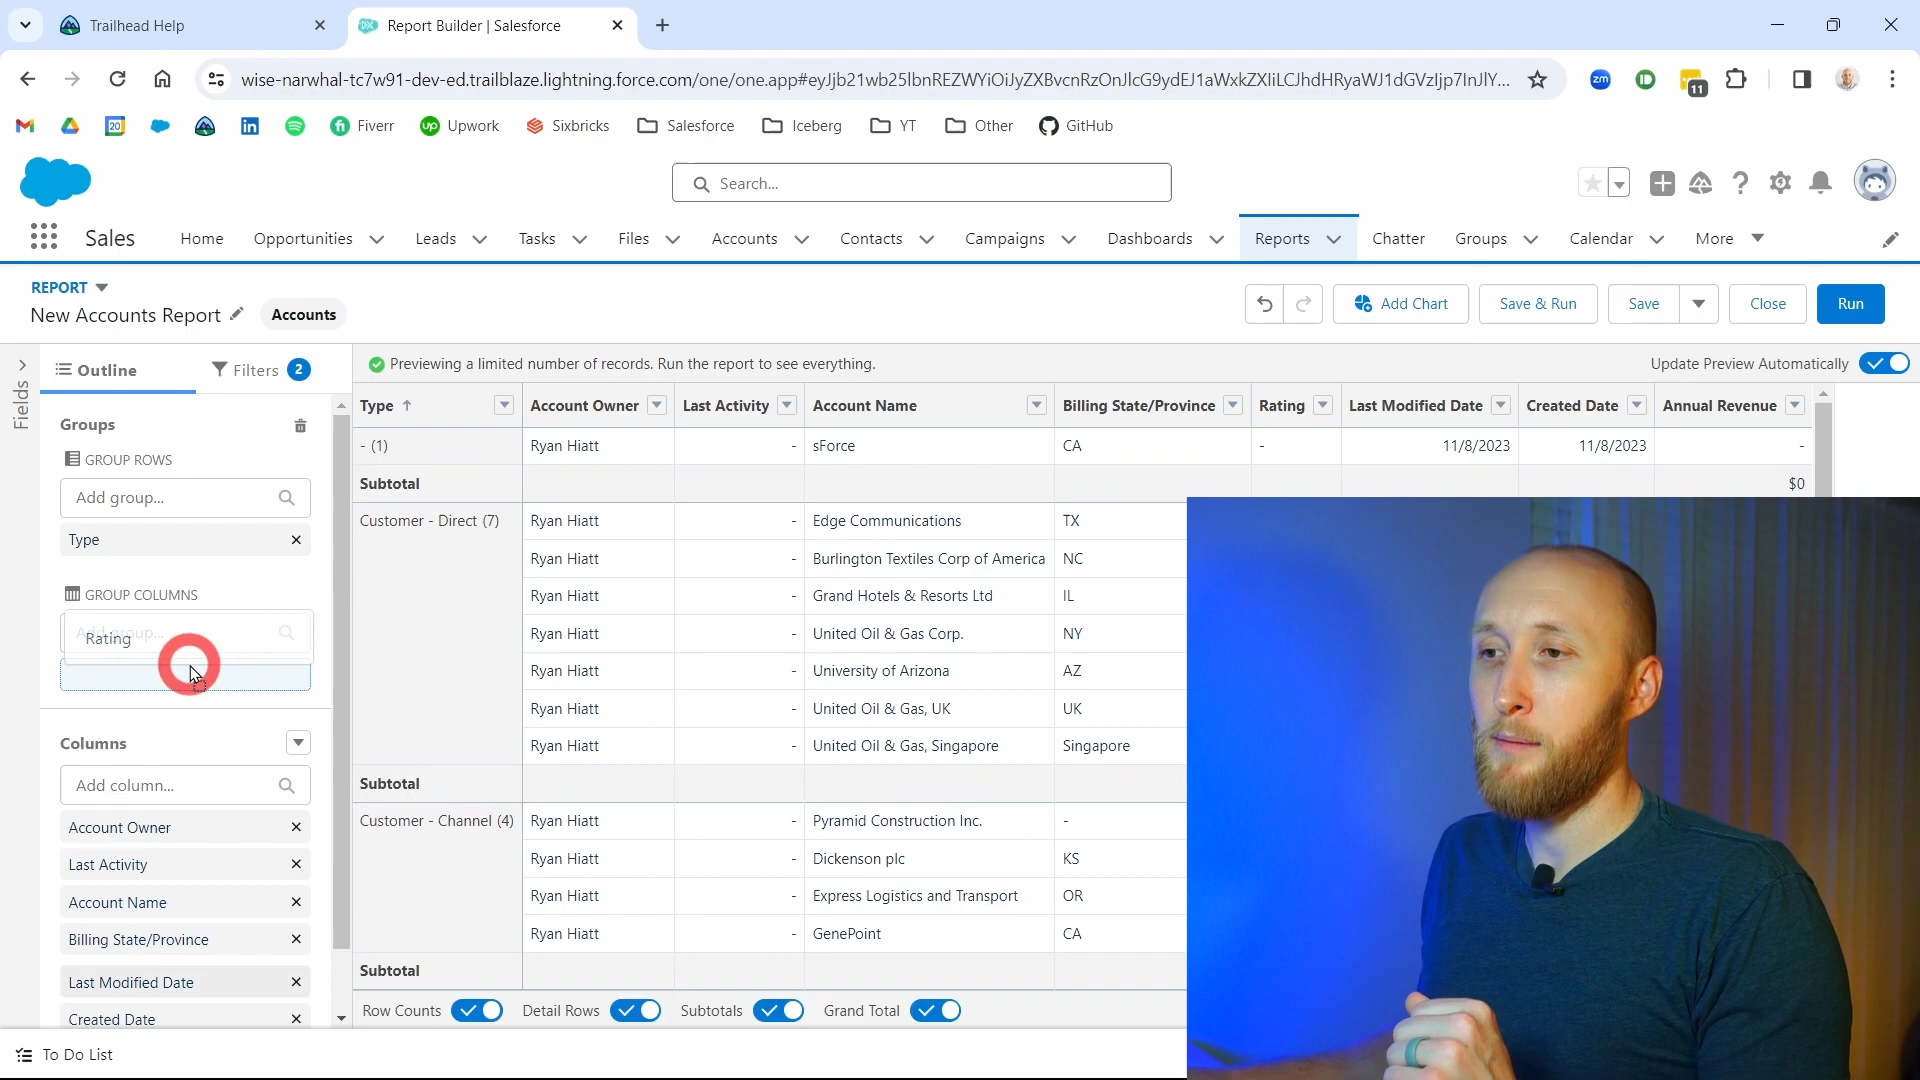 Trailhead Help
Report Builder | Salesforce
wise-narwhal-tc7w91-dev-ed.trailblaze.lightning.force.com/one/one.app#eyJjb21wb25lbnREZWYiOiJyZXBvcnRzOnJlcG9ydEJ1aWxkZXIiLCJhdHRyaWJ1dGVzIjp7InJlY...
zm
11
20
Fiverr
up
Upwork
Sixbricks
Salesforce
Iceberg
YT
Other
GitHub
Search...
Sales
Home
Opportunities
Leads
Tasks
Files
Accounts
Contacts
Campaigns
Dashboards
Reports
Chatter
Groups
Calendar
More
REPORT
New Accounts Report
Accounts
Add Chart
Save & Run
Save
Close
Run
Fields
Outline
Filters 2
Previewing a limited number of records. Run the report to see everything.
Update Preview Automatically
Groups
GROUP ROWS
Add group...
Type
GROUP COLUMNS
Add group...
Rating
Columns
Add column...
Account Owner
Last Activity
Account Name
Billing State/Province
Last Modified Date
Created Date
Type ↑ Account Owner Last Activity Account Name Billing State/Province Rating Last Modified Date Created Date Annual Revenue
- (1) Ryan Hiatt - sForce CA - 11/8/2023 11/8/2023 -
Subtotal $0
Customer - Direct (7) Ryan Hiatt - Edge Communications TX
Ryan Hiatt - Burlington Textiles Corp of America NC
Ryan Hiatt - Grand Hotels & Resorts Ltd IL
Ryan Hiatt - United Oil & Gas Corp. NY
Ryan Hiatt - University of Arizona AZ
Ryan Hiatt - United Oil & Gas, UK UK
Ryan Hiatt - United Oil & Gas, Singapore Singapore
Subtotal
Customer - Channel (4) Ryan Hiatt - Pyramid Construction Inc. -
Ryan Hiatt - Dickenson plc KS
Ryan Hiatt - Express Logistics and Transport OR
Ryan Hiatt - GenePoint CA
Subtotal
Row Counts
Detail Rows
Subtotals
Grand Total
To Do List